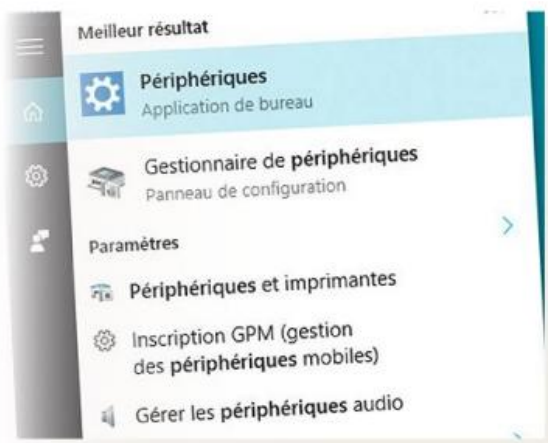 Meilleur résultat
Périphériques
Application de bureau
Gestionnaire de périphériques
Panneau de configuration
Paramètres
Périphériques et imprimantes
Inscription GPM (gestion
des périphériques mobiles)
Gérer les périphériques audio